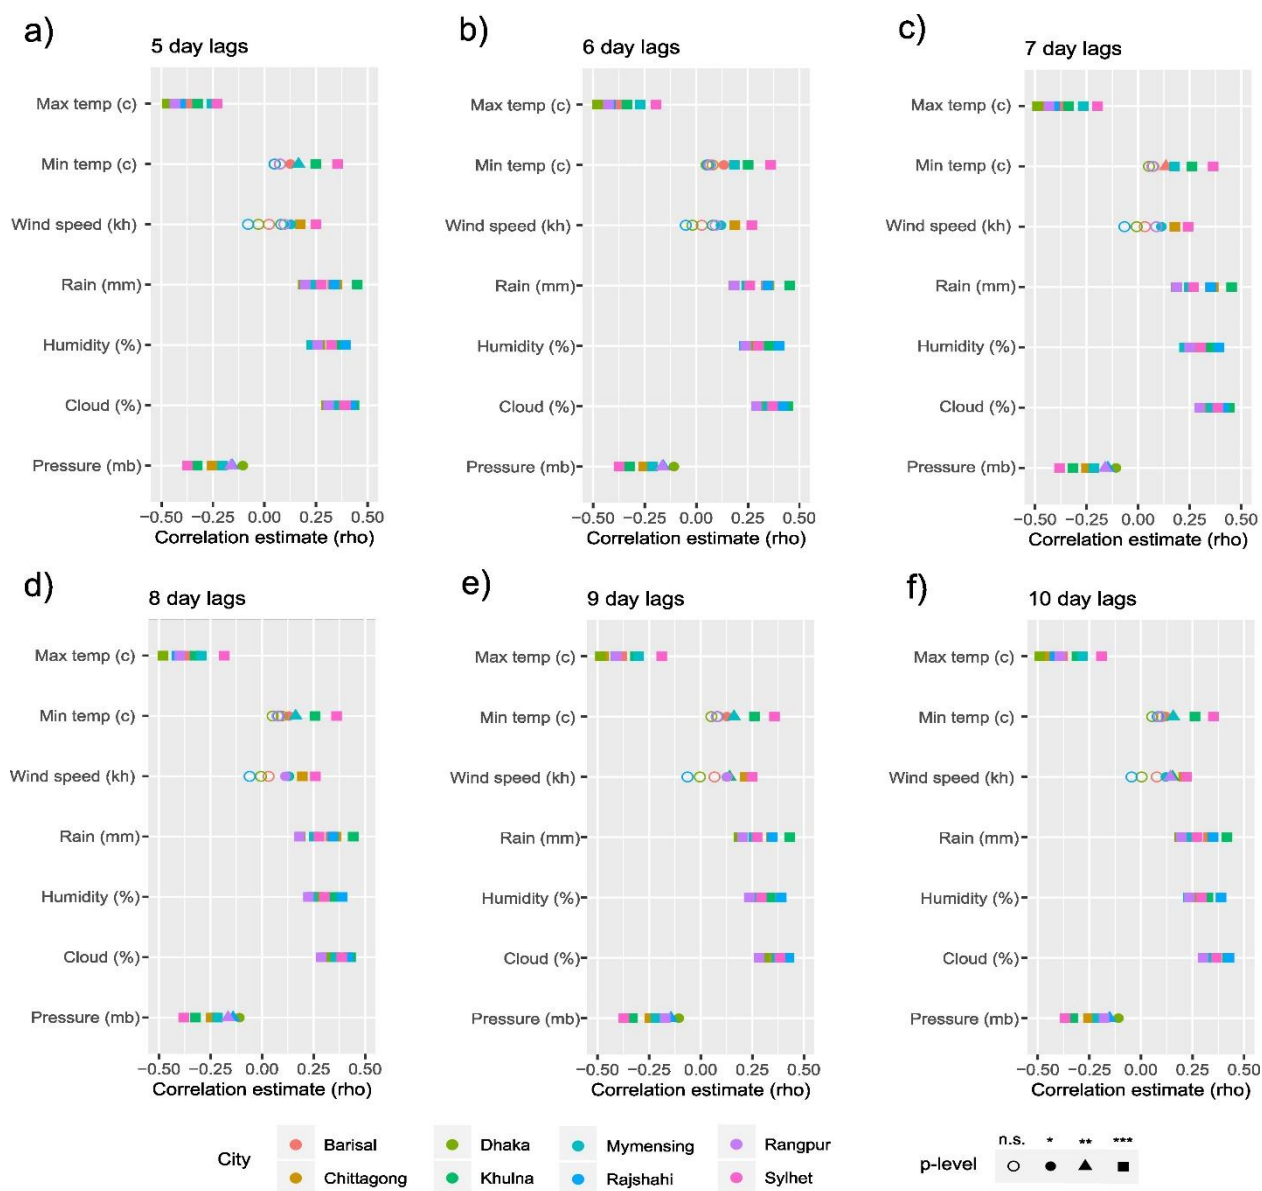 a)
5 day lags
Max temp (c)
Min temp (c)
Wind speed (kh)
Rain (mm)
Humidity (%)
Cloud (%)
Pressure (mb)
−0.50 −0.25 0.00 0.25 0.50
Correlation estimate (rho)
b)
6 day lags
Max temp (c)
Min temp (c)
Wind speed (kh)
Rain (mm)
Humidity (%)
Cloud (%)
Pressure (mb)
−0.50 −0.25 0.00 0.25 0.50
Correlation estimate (rho)
c)
7 day lags
Max temp (c)
Min temp (c)
Wind speed (kh)
Rain (mm)
Humidity (%)
Cloud (%)
Pressure (mb)
−0.50 −0.25 0.00 0.25 0.50
Correlation estimate (rho)
d)
8 day lags
Max temp (c)
Min temp (c)
Wind speed (kh)
Rain (mm)
Humidity (%)
Cloud (%)
Pressure (mb)
−0.50 −0.25 0.00 0.25 0.50
Correlation estimate (rho)
e)
9 day lags
Max temp (c)
Min temp (c)
Wind speed (kh)
Rain (mm)
Humidity (%)
Cloud (%)
Pressure (mb)
−0.50 −0.25 0.00 0.25 0.50
Correlation estimate (rho)
f)
10 day lags
Max temp (c)
Min temp (c)
Wind speed (kh)
Rain (mm)
Humidity (%)
Cloud (%)
Pressure (mb)
−0.50 −0.25 0.00 0.25 0.50
Correlation estimate (rho)
City
Barisal Dhaka Mymensing Rangpur
Chittagong Khulna Rajshahi Sylhet
n.s. * ** ***
p-level